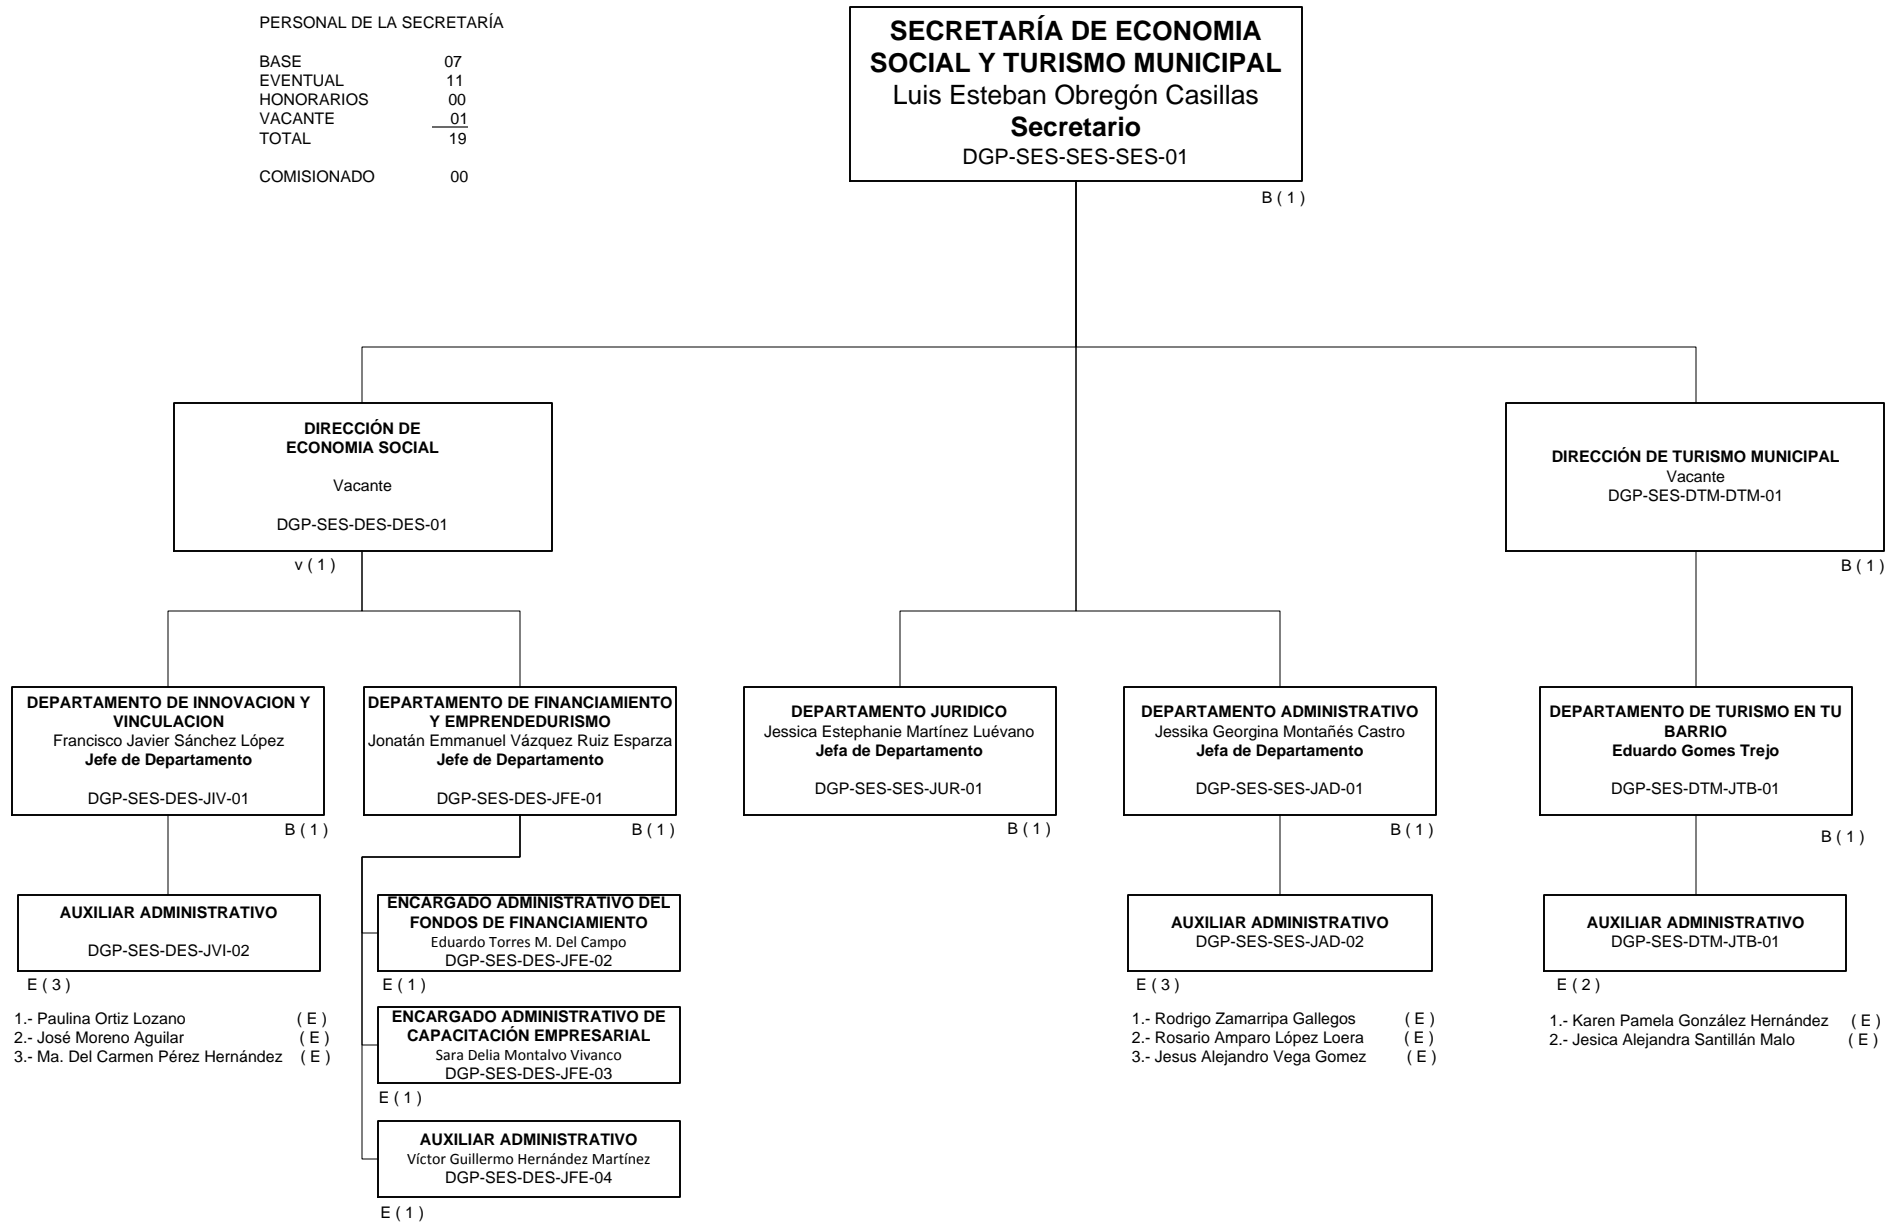 PERSONAL DE LA SECRETARÍA
BASE 07
EVENTUAL 11
HONORARIOS 00
VACANTE 01
TOTAL 19
COMISIONADO 00
SECRETARÍA DE ECONOMIA
SOCIAL Y TURISMO MUNICIPAL
Luis Esteban Obregón Casillas
Secretario
DGP-SES-SES-SES-01
B ( 1 )
DIRECCIÓN DE
ECONOMIA SOCIAL
Vacante
DGP-SES-DES-DES-01
v ( 1 )
DIRECCIÓN DE TURISMO MUNICIPAL
Vacante
DGP-SES-DTM-DTM-01
B ( 1 )
DEPARTAMENTO DE INNOVACION Y
VINCULACION
Francisco Javier Sánchez López
Jefe de Departamento
DGP-SES-DES-JIV-01
B ( 1 )
DEPARTAMENTO DE FINANCIAMIENTO
Y EMPRENDEDURISMO
Jonatán Emmanuel Vázquez Ruiz Esparza
Jefe de Departamento
DGP-SES-DES-JFE-01
B ( 1 )
DEPARTAMENTO JURIDICO
Jessica Estephanie Martínez Luévano
Jefa de Departamento
DGP-SES-SES-JUR-01
B ( 1 )
DEPARTAMENTO ADMINISTRATIVO
Jessika Georgina Montañés Castro
Jefa de Departamento
DGP-SES-SES-JAD-01
B ( 1 )
DEPARTAMENTO DE TURISMO EN TU
BARRIO
Eduardo Gomes Trejo
DGP-SES-DTM-JTB-01
B ( 1 )
AUXILIAR ADMINISTRATIVO
DGP-SES-DES-JVI-02
E ( 3 )
1.- Paulina Ortiz Lozano ( E )
2.- José Moreno Aguilar ( E )
3.- Ma. Del Carmen Pérez Hernández ( E )
ENCARGADO ADMINISTRATIVO DEL
FONDOS DE FINANCIAMIENTO
Eduardo Torres M. Del Campo
DGP-SES-DES-JFE-02
E ( 1 )
ENCARGADO ADMINISTRATIVO DE
CAPACITACIÓN EMPRESARIAL
Sara Delia Montalvo Vivanco
DGP-SES-DES-JFE-03
E ( 1 )
AUXILIAR ADMINISTRATIVO
Víctor Guillermo Hernández Martínez
DGP-SES-DES-JFE-04
E ( 1 )
AUXILIAR ADMINISTRATIVO
DGP-SES-SES-JAD-02
E ( 3 )
1.- Rodrigo Zamarripa Gallegos ( E )
2.- Rosario Amparo López Loera ( E )
3.- Jesus Alejandro Vega Gomez ( E )
AUXILIAR ADMINISTRATIVO
DGP-SES-DTM-JTB-01
E ( 2 )
1.- Karen Pamela González Hernández ( E )
2.- Jesica Alejandra Santillán Malo ( E )